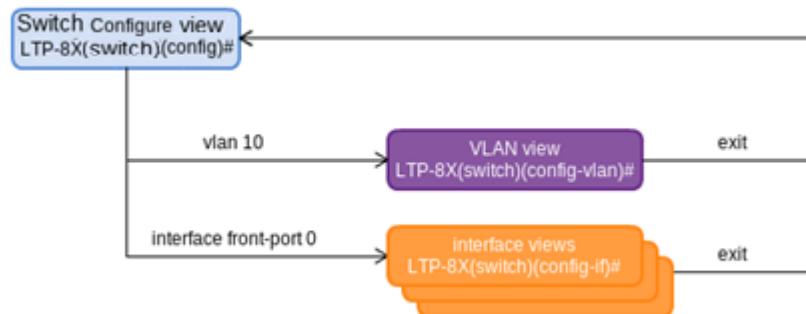 Switch Configure view
LTP-8X(switch)(config)#
vlan 10
VLAN view
LTP-8X(switch)(config-vlan)#
exit
interface front-port 0
interface views
LTP-8X(switch)(config-if)#
exit